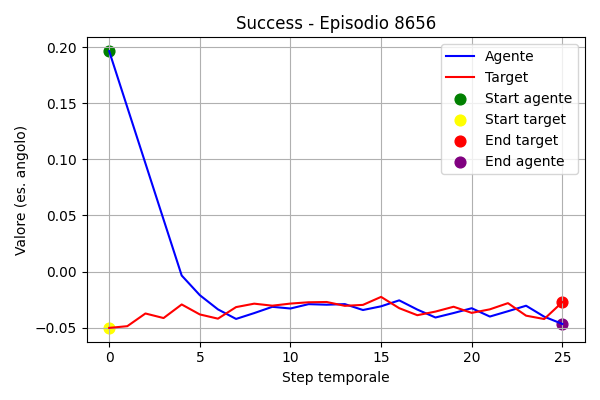 Success - Episodio 8656
Valore (es. angolo)
0.20
0.15
0.10
0.05
0.00
−0.05
Agente
Target
Start agente
Start target
End target
End agente
0
5
10
15
20
25
Step temporale